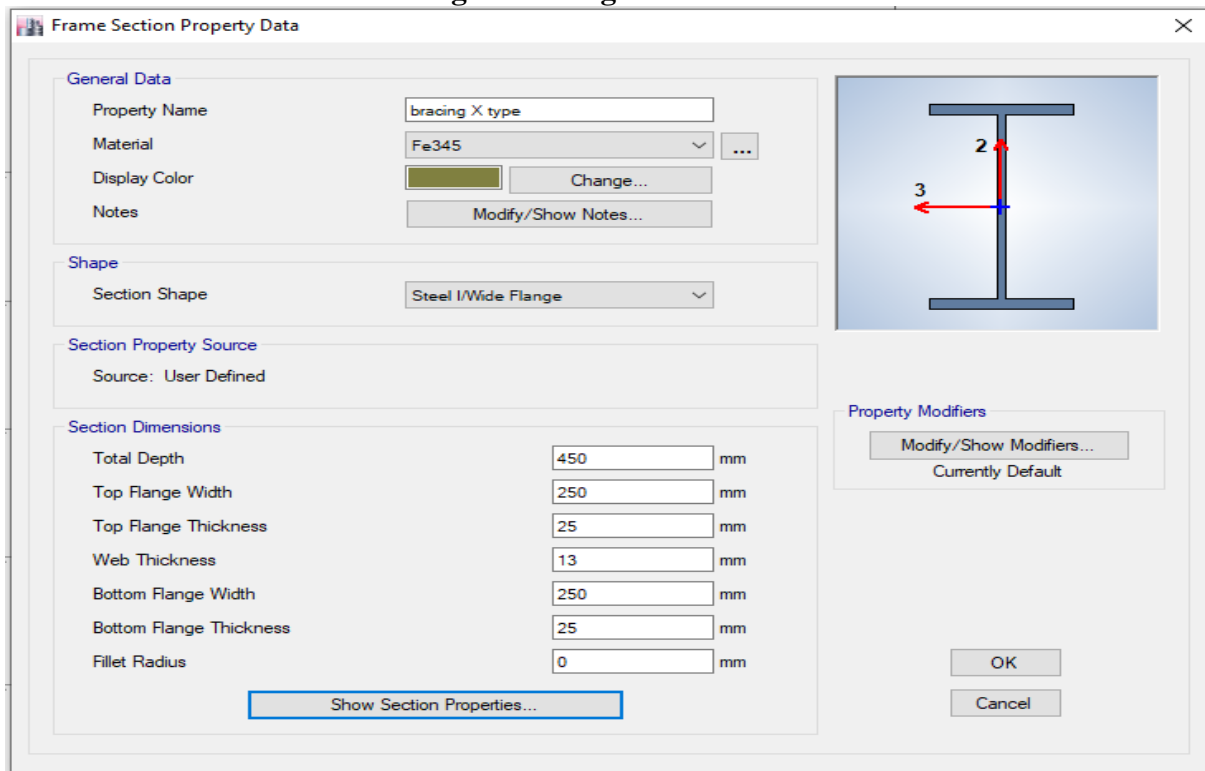 Frame Section Property Data
General Data
Property Name bracing X type
Material Fe345 ...
Display Color Change...
Notes Modify/Show Notes...
2
3
Shape
Section Shape Steel I/Wide Flange
Section Property Source
Source: User Defined
Property Modifiers
Modify/Show Modifiers...
Currently Default
Section Dimensions
Total Depth 450 mm
Top Flange Width 250 mm
Top Flange Thickness 25 mm
Web Thickness 13 mm
Bottom Flange Width 250 mm
Bottom Flange Thickness 25 mm
Fillet Radius 0 mm
Show Section Properties...
OK
Cancel